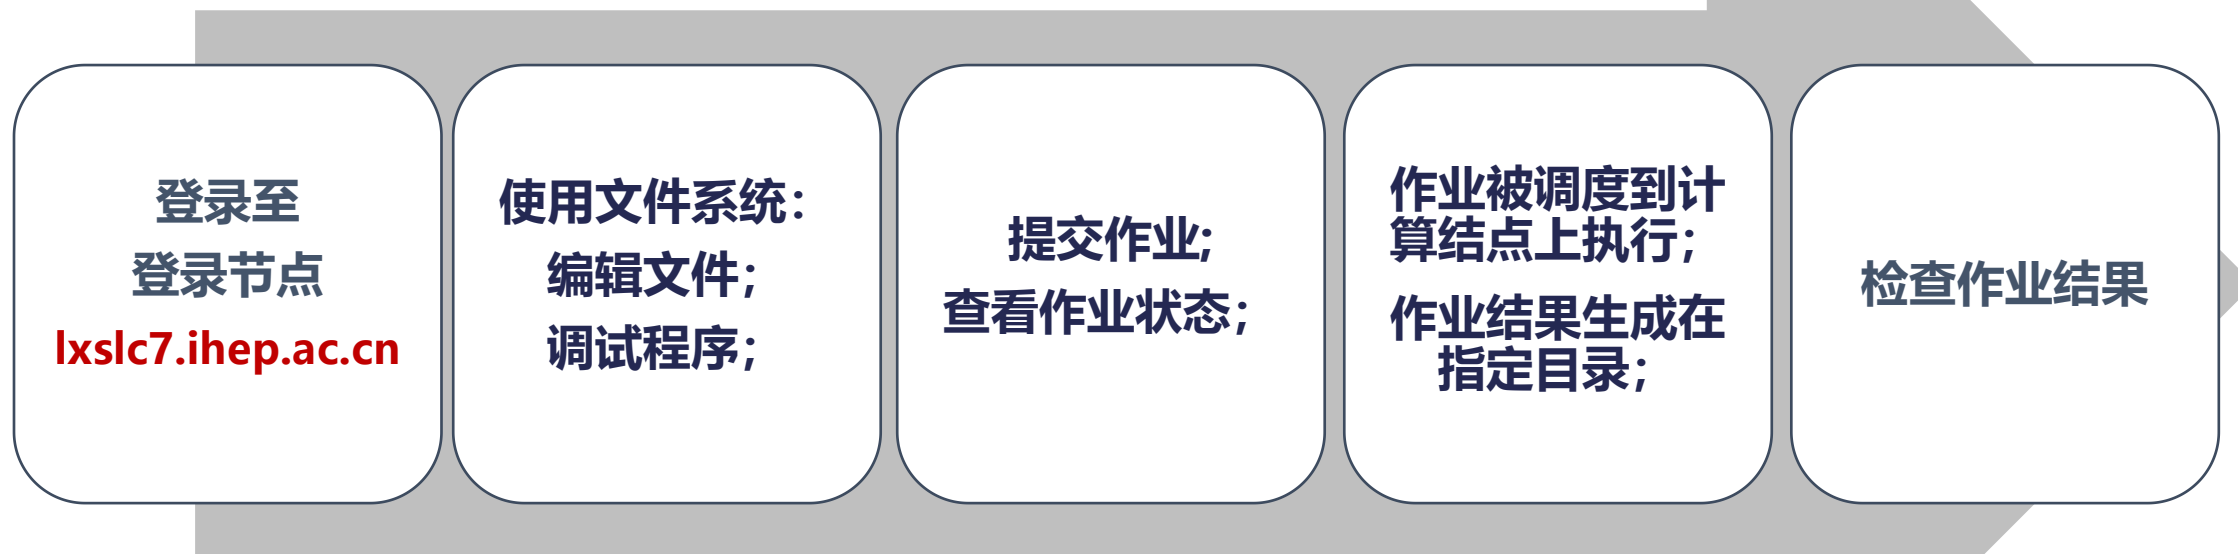 登录至
登录节点
lxslc7.ihep.ac.cn
使用文件系统：
编辑文件；
调试程序；
提交作业;
查看作业状态；
作业被调度到计
算结点上执行；
作业结果生成在
指定目录；
检查作业结果